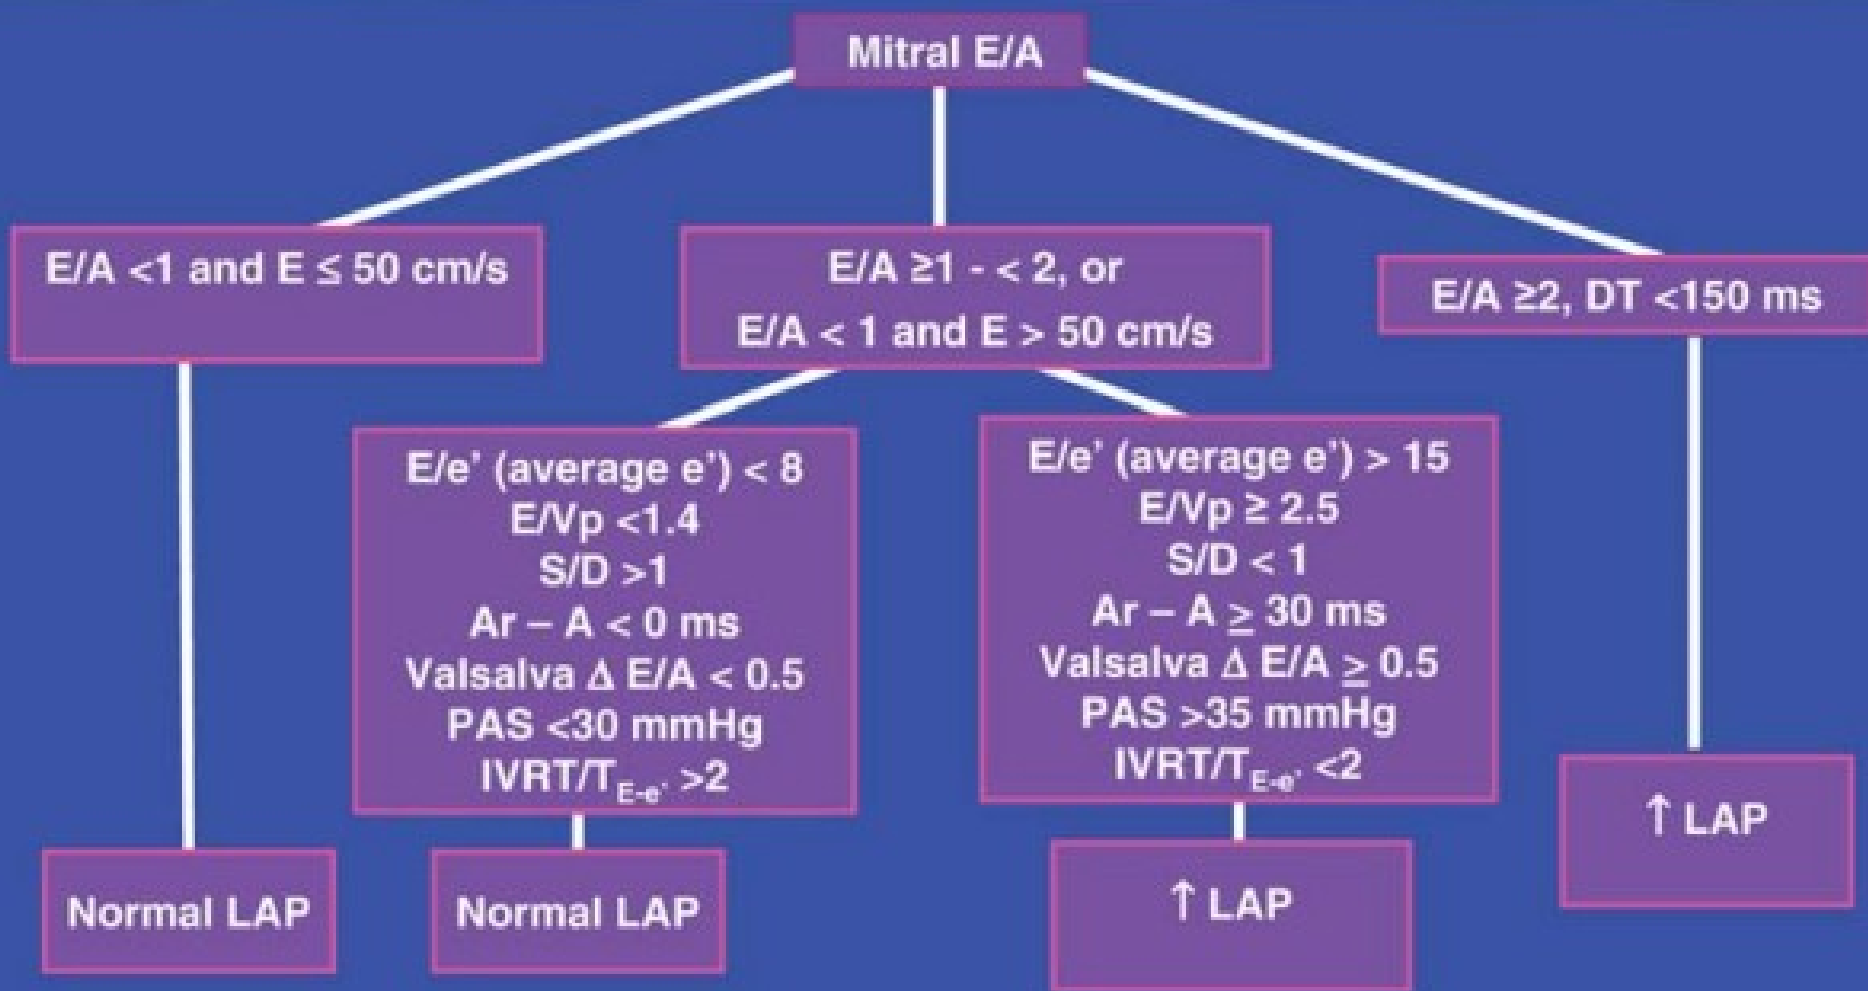 Mitral E/A
E/A <1 and E ≤ 50 cm/s
E/A ≥1 - < 2, or
E/A < 1 and E > 50 cm/s
E/A ≥2, DT <150 ms
E/e’ (average e’) < 8
E/Vp <1.4
S/D >1
Ar – A < 0 ms
Valsalva Δ E/A < 0.5
PAS <30 mmHg
IVRT/T_E-e’ >2
E/e’ (average e’) > 15
E/Vp ≥ 2.5
S/D < 1
Ar – A ≥ 30 ms
Valsalva Δ E/A ≥ 0.5
PAS >35 mmHg
IVRT/T_E-e’ <2
Normal LAP
Normal LAP
↑ LAP
↑ LAP